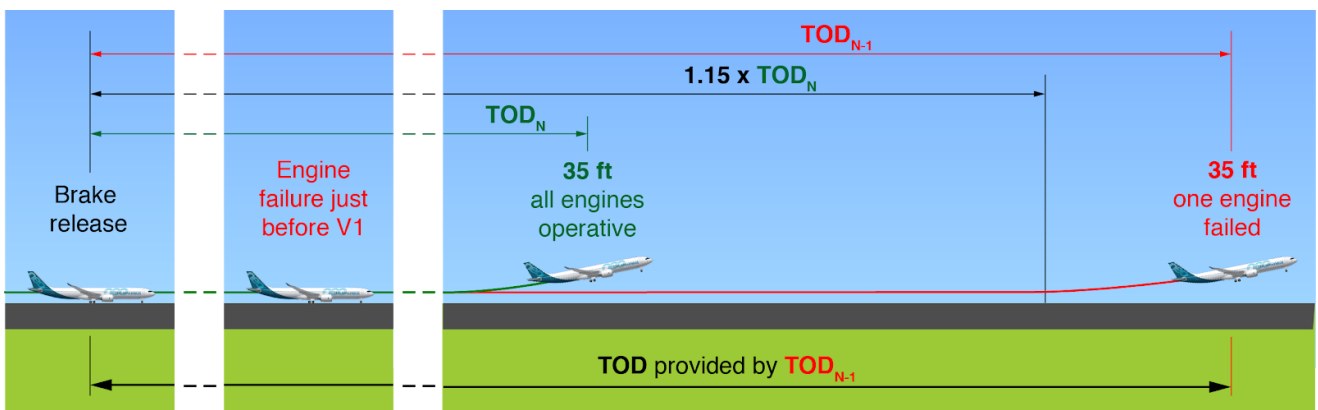 TOD N-1
1.15 x TOD N
TOD N
Brake
release
Engine
failure just
before V1
35 ft
all engines
operative
35 ft
one engine
failed
TOD provided by TOD N-1